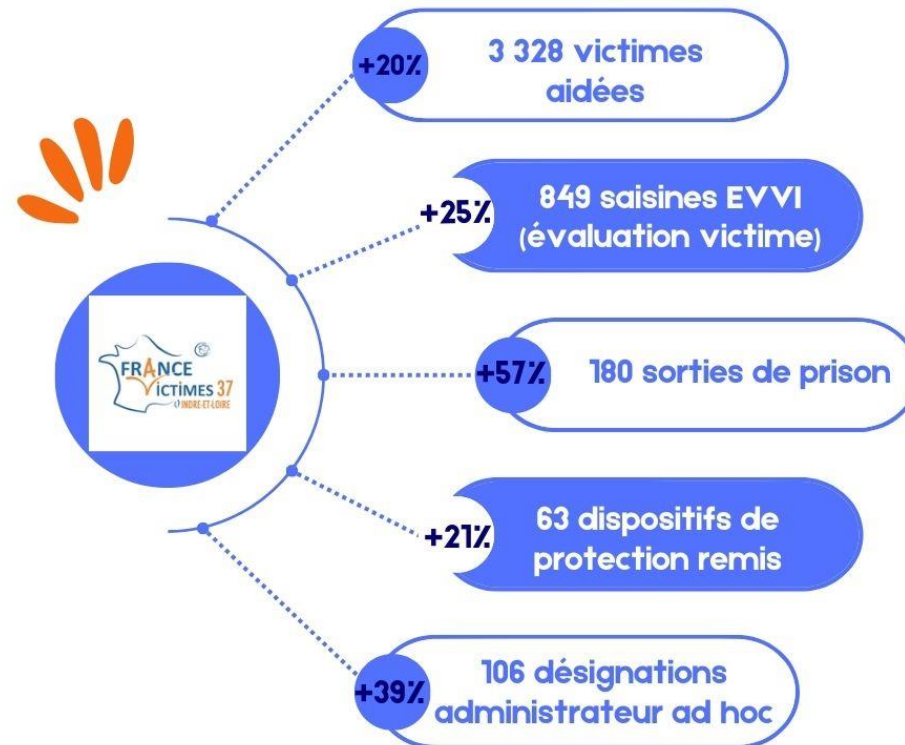 +20%
3 328 victimes
aidées
+25%
849 saisines EVVI
(évaluation victime)
+57%
180 sorties de prison
FRANCE
VICTIMES 37
INDRE-ET-LOIRE
+21%
63 dispositifs de
protection remis
+39%
106 désignations
administrateur ad hoc